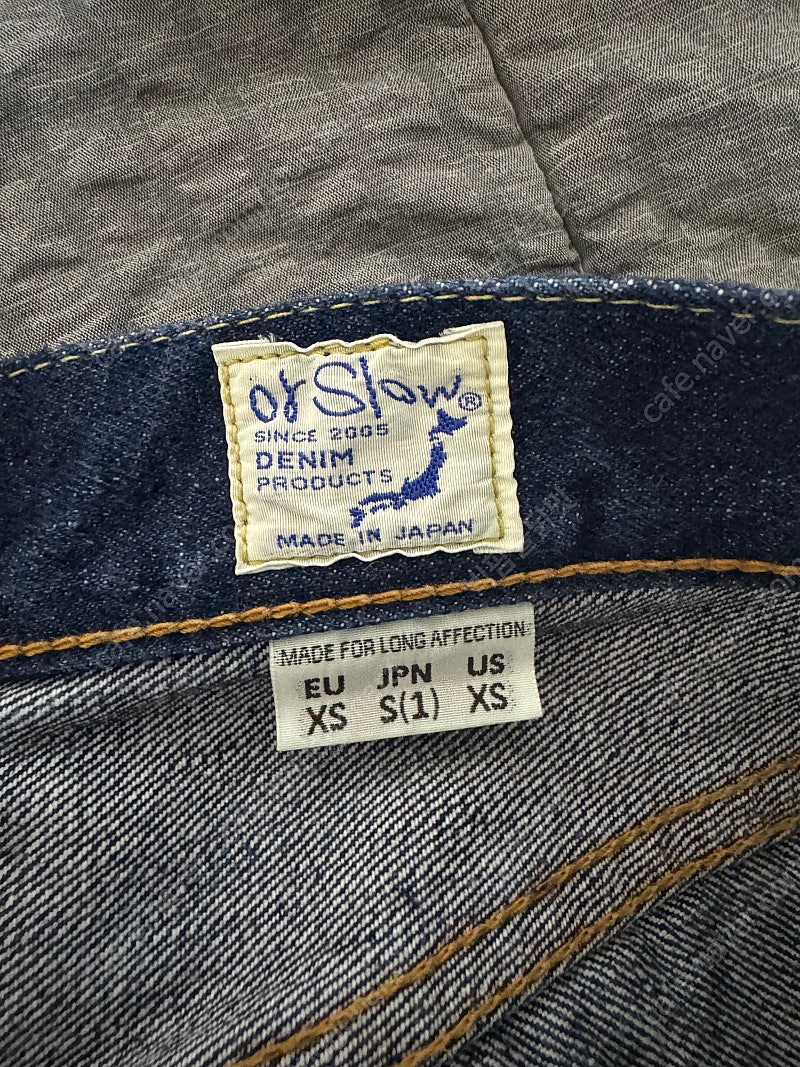 orSlow®
SINCE 2005
DENIM
PRODUCTS
MADE IN JAPAN
MADE FOR LONG AFFECTION
EU JPN US
XS S(1) XS
cafe.naver